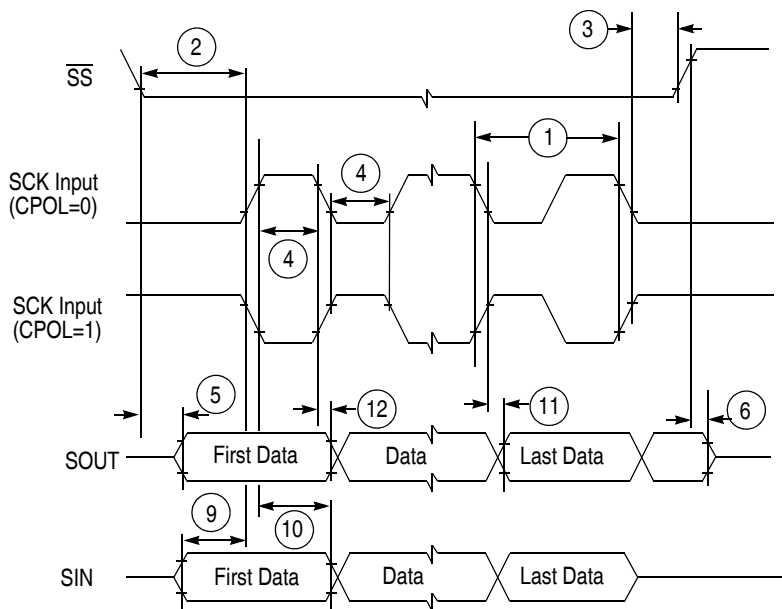 2
3
SS
1
SCK Input
(CPOL=0)
4
4
SCK Input
(CPOL=1)
5
12
11
6
SOUT
First Data
Data
Last Data
9
10
SIN
First Data
Data
Last Data